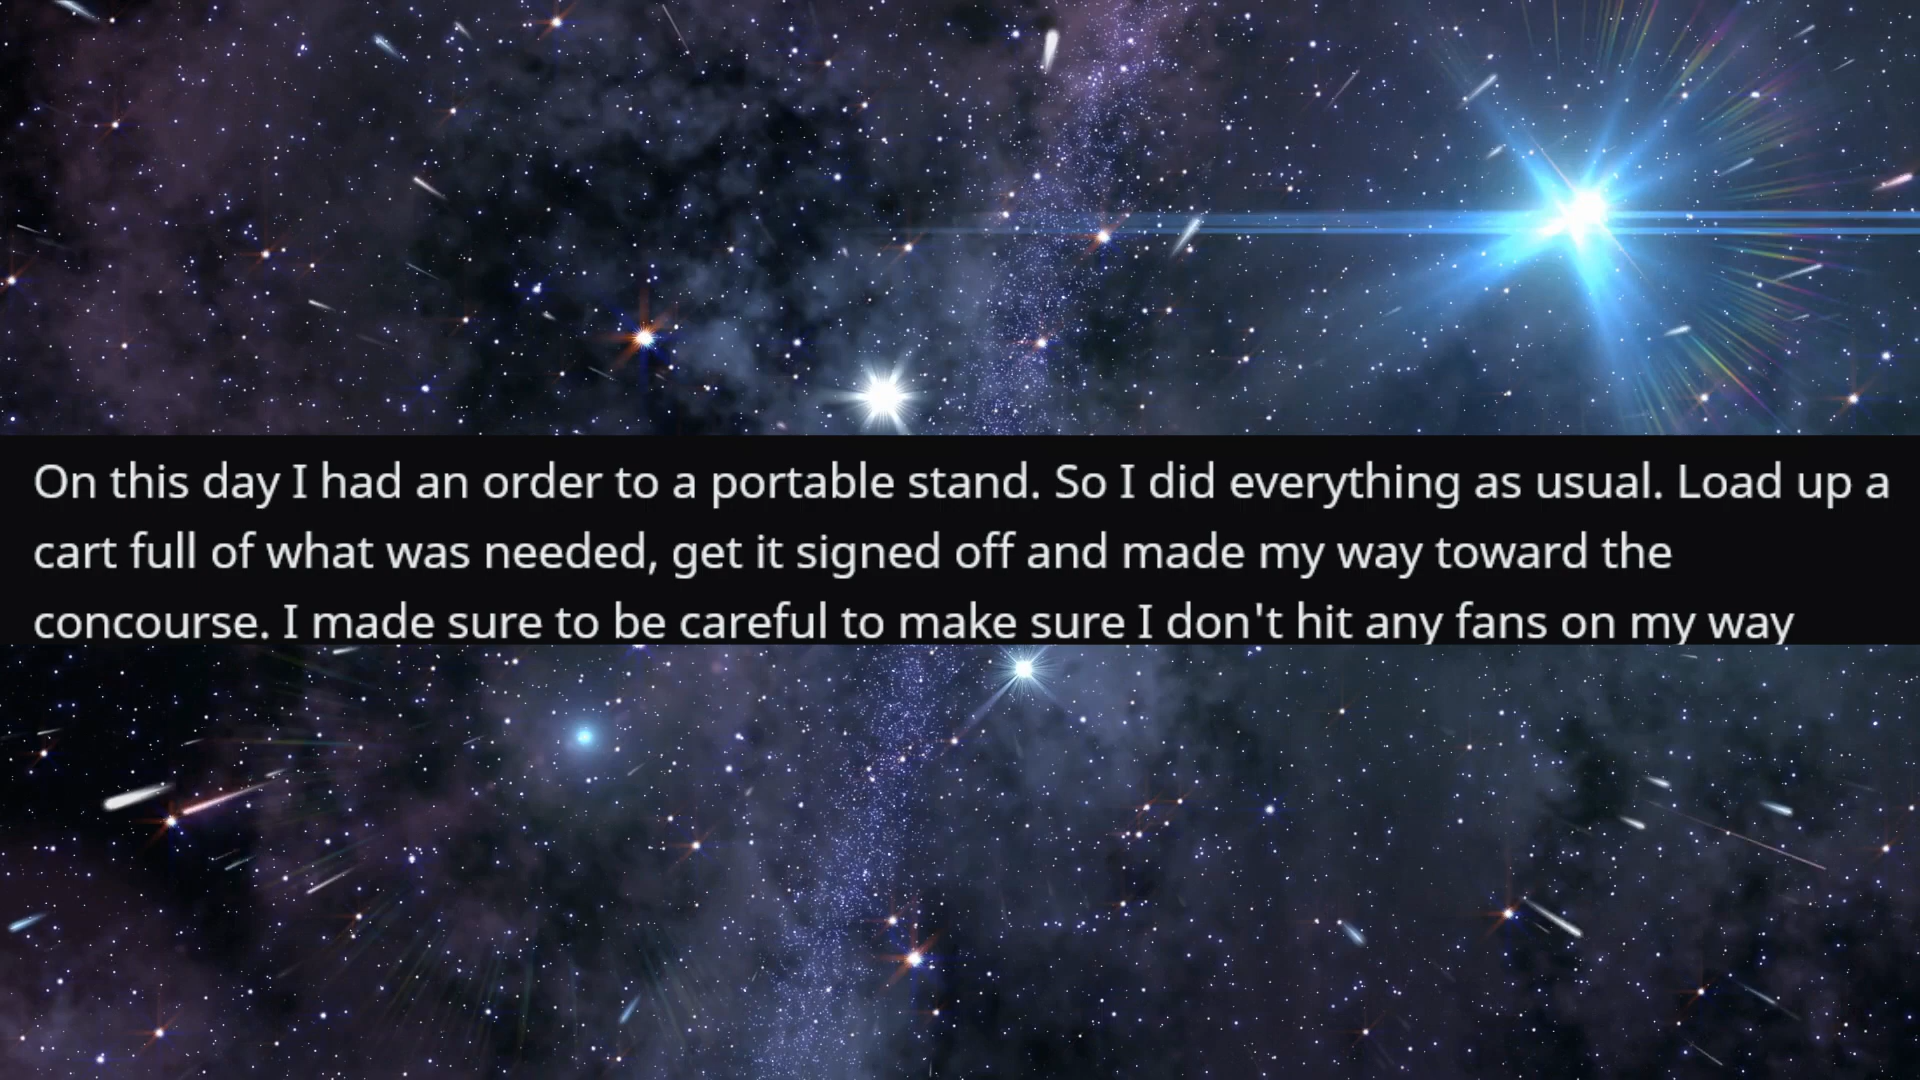 On this day I had an order to a portable stand. So I did everything as usual. Load up a
cart full of what was needed, get it signed off and made my way toward the
concourse. I made sure to be careful to make sure I don't hit any fans on my way